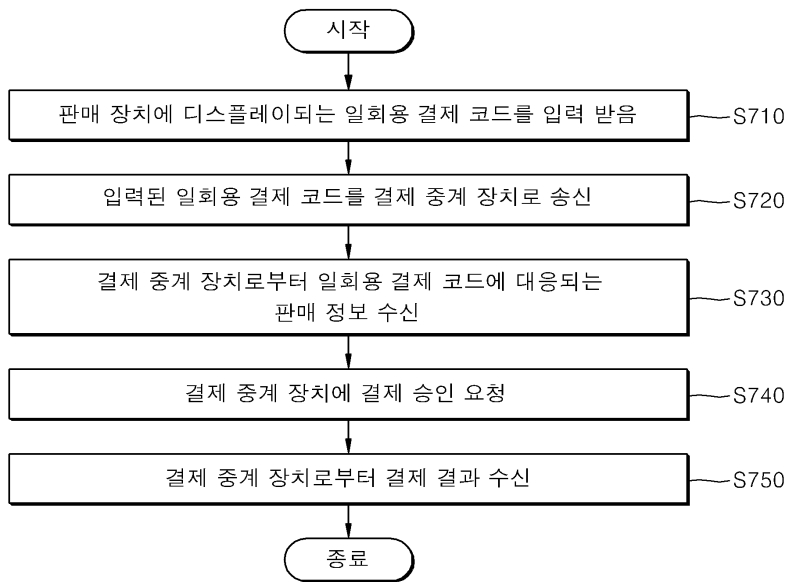 시작
판매 장치에 디스플레이되는 일회용 결제 코드를 입력 받음
S710
입력된 일회용 결제 코드를 결제 중계 장치로 송신
S720
결제 중계 장치로부터 일회용 결제 코드에 대응되는
판매 정보 수신
S730
결제 중계 장치에 결제 승인 요청
S740
결제 중계 장치로부터 결제 결과 수신
S750
종료